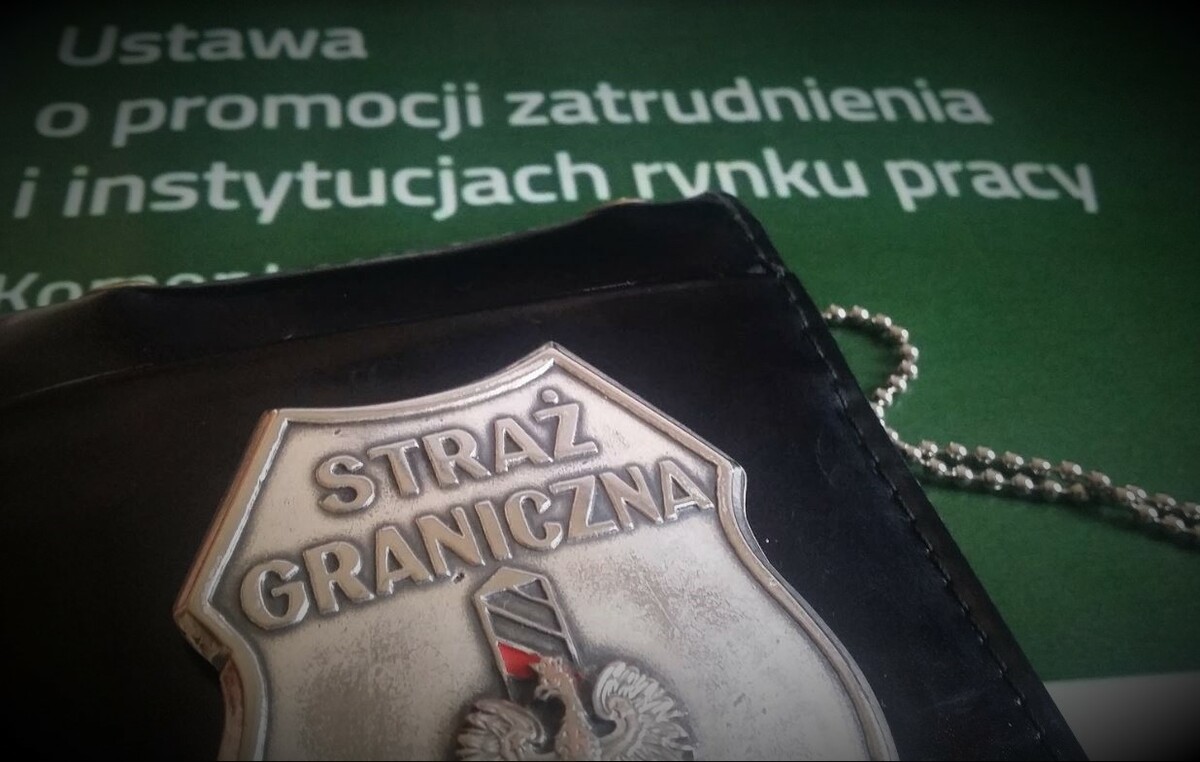 Ustawa
o promocji zatrudnienia
i instytucjach rynku pracy
STRAŻ
GRANICZNA